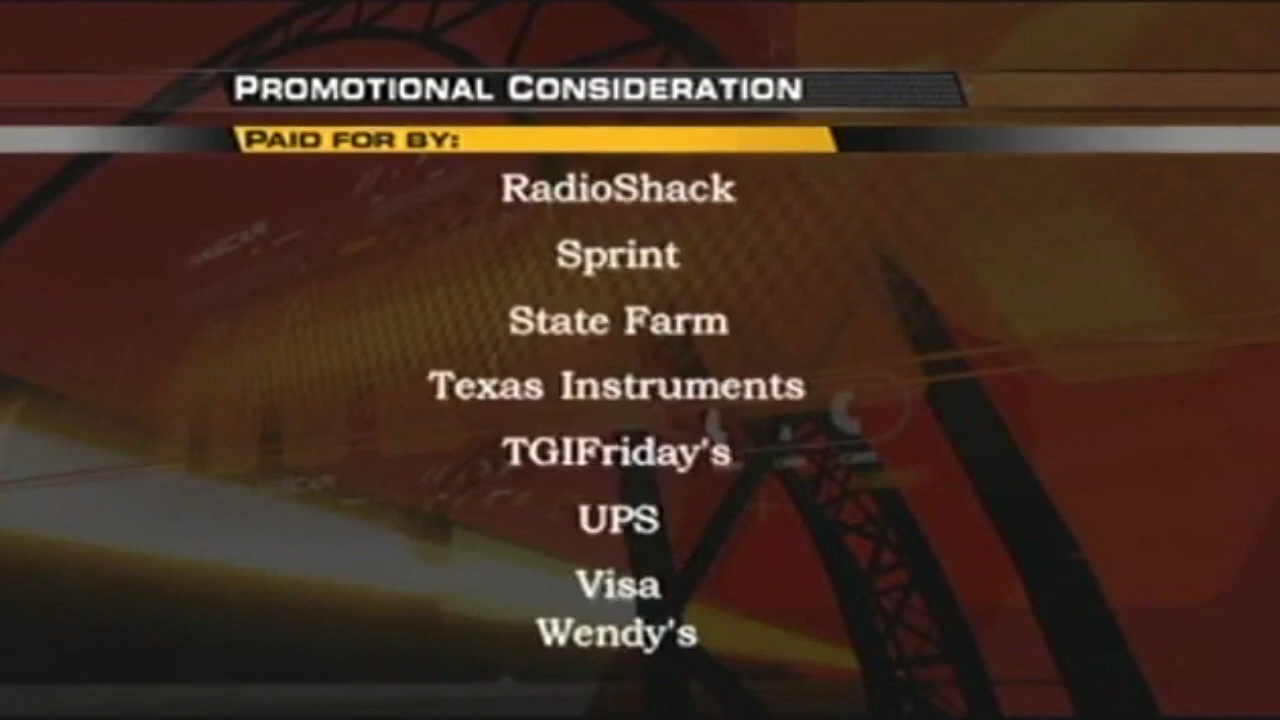 PROMOTIONAL CONSIDERATION
PAID FOR BY:
RadioShack
Sprint
State Farm
Texas Instruments
TGIFriday's
UPS
Visa
Wendy's